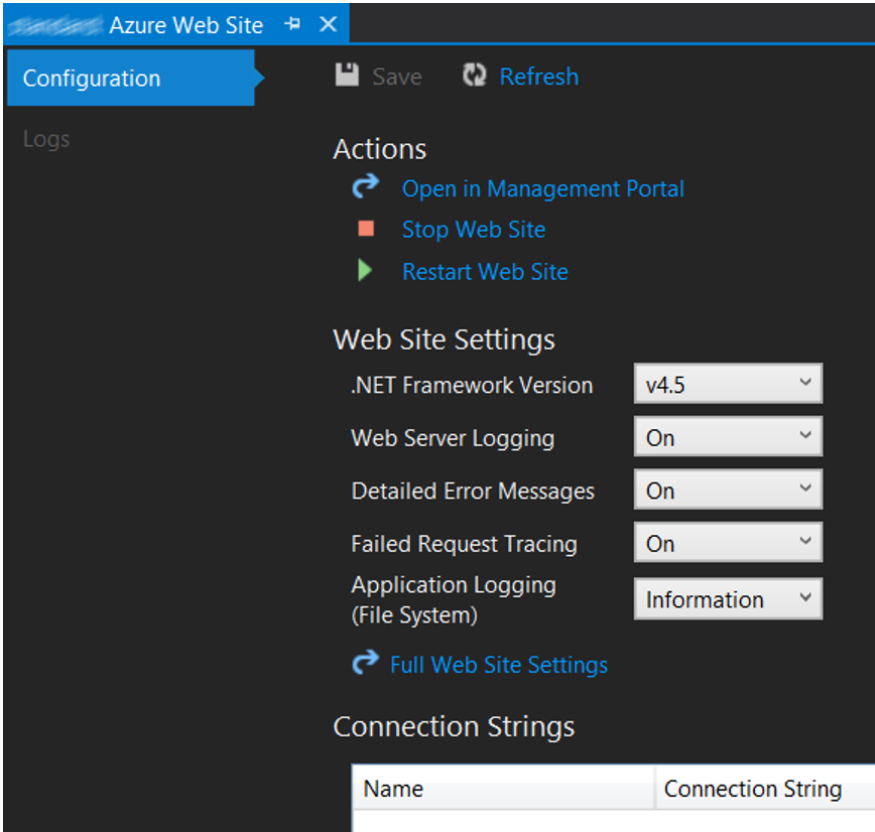 Azure Web Site
Configuration
Save
Refresh
Logs
Actions
Open in Management Portal
Stop Web Site
Restart Web Site
Web Site Settings
.NET Framework Version v4.5
Web Server Logging On
Detailed Error Messages On
Failed Request Tracing On
Application Logging
(File System)
Information
Full Web Site Settings
Connection Strings
Name
Connection String